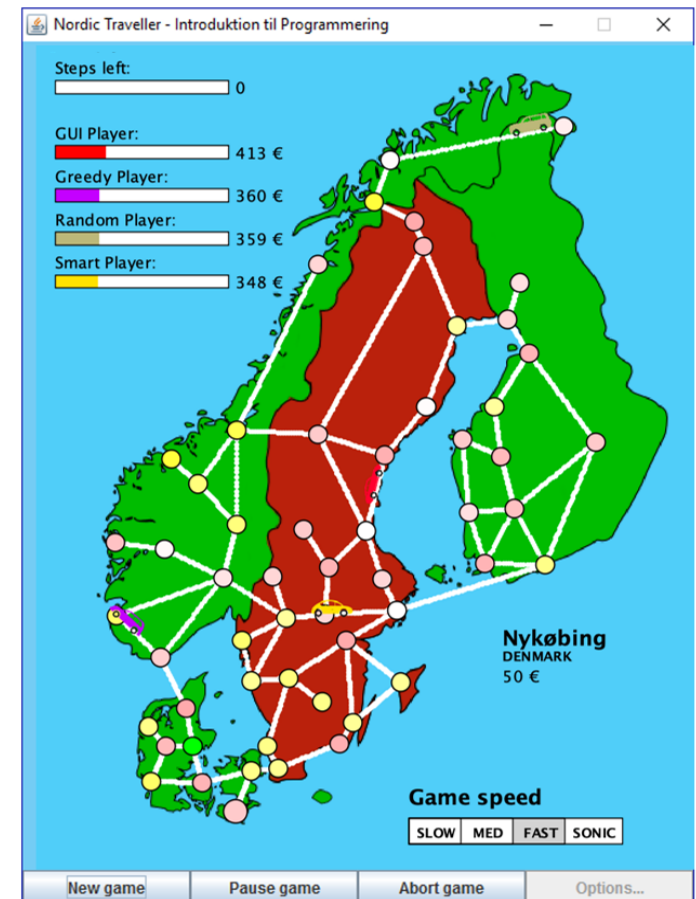 Nordic Traveller - Introduktion til Programmering
Steps left:
0
GUI Player:
413 €
Greedy Player:
360 €
Random Player:
359 €
Smart Player:
348 €
Nykøbing
DENMARK
50 €
Game speed
SLOW MED FAST SONIC
New game Pause game Abort game Options...